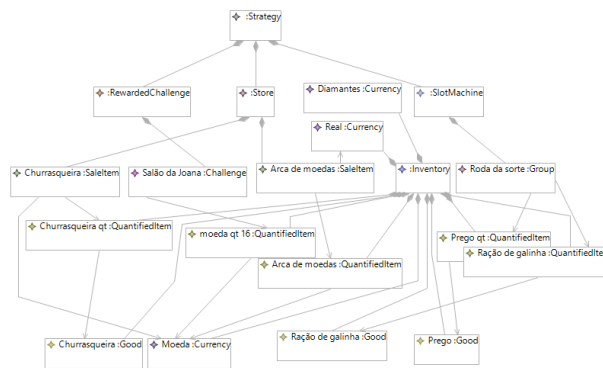 :Strategy
:RewardedChallenge
:Store
Diamantes :Currency
:SlotMachine
Real :Currency
Churrasqueira :SaleItem
Salão da Joana :Challenge
Arca de moedas :SaleItem
:Inventory
Roda da sorte :Group
Churrasqueira qt :QuantifiedItem
moeda qt 16 :QuantifiedItem
Prego qt :QuantifiedItem
Ração de galinha :QuantifiedIte
Arca de moedas :QuantifiedItem
Churrasqueira :Good
Moeda :Currency
Ração de galinha :Good
Prego :Good